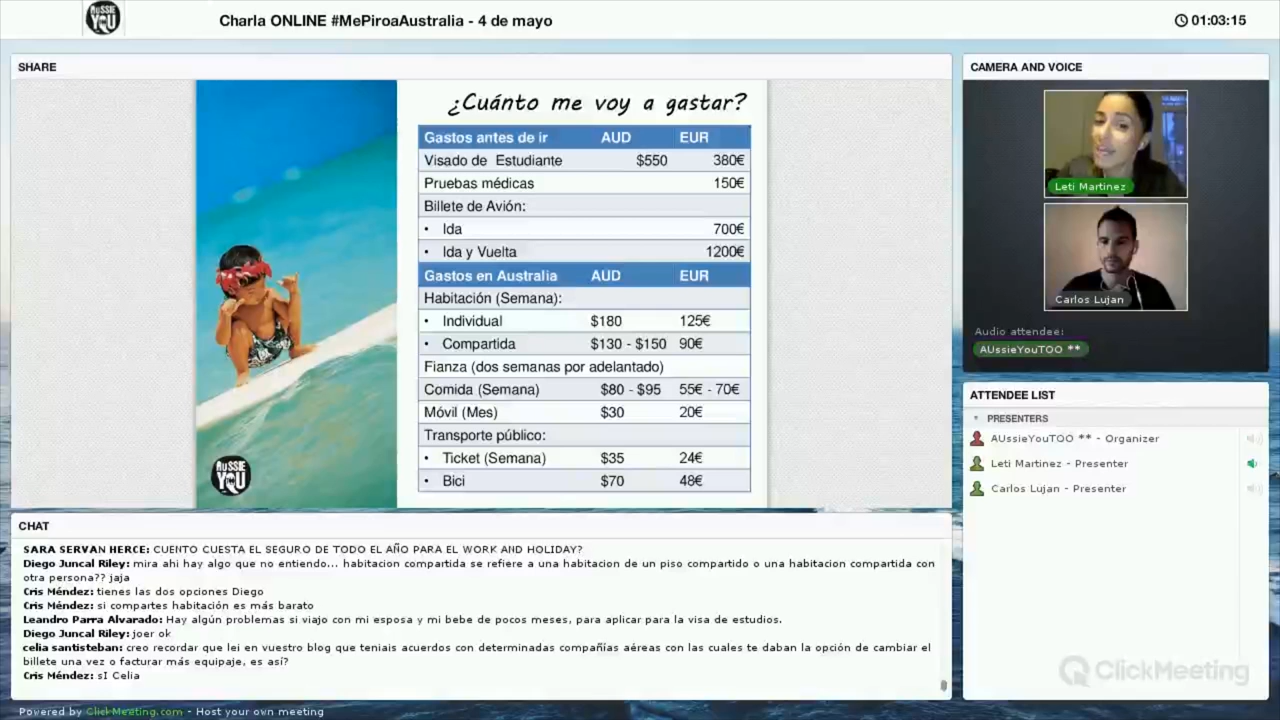 AUSSIE YOU
Charla ONLINE #MePiroaAustralia - 4 de mayo
01:03:15
SHARE
¿Cuánto me voy a gastar?
Gastos antes de ir AUD EUR
Visado de Estudiante $550 380€
Pruebas médicas 150€
Billete de Avión:
• Ida 700€
• Ida y Vuelta 1200€
Gastos en Australia AUD EUR
Habitación (Semana):
• Individual $180 125€
• Compartida $130 - $150 90€
Fianza (dos semanas por adelantado)
Comida (Semana) $80 - $95 55€ - 70€
Móvil (Mes) $30 20€
Transporte público:
• Ticket (Semana) $35 24€
• Bici $70 48€
AUSSIE YOU
CHAT
SARA SERVAN HERCE: CUENTO CUESTA EL SEGURO DE TODO EL AÑO PARA EL WORK AND HOLIDAY?
Diego Juncal Riley: mira ahi hay algo que no entiendo... habitacion compartida se refiere a una habitacion de un piso compartido o una habitacion compartida con
otra persona?? jaja
Cris Méndez: tienes las dos opciones Diego
Cris Méndez: si compartes habitación es más barato
Leandro Parra Alvarado: Hay algún problemas si viajo con mi esposa y mi bebe de pocos meses, para aplicar para la visa de estudios.
Diego Juncal Riley: joer ok
celia santisteban: creo recordar que lei en vuestro blog que teniais acuerdos con determinadas compañías aéreas con las cuales te daban la opción de cambiar el
billete una vez o facturar más equipaje, es así?
Cris Méndez: sI Celia
CAMERA AND VOICE
Leti Martinez
Carlos Lujan
Audio attendee:
AUssieYouTOO **
ATTENDEE LIST
PRESENTERS
AUssieYouTOO ** - Organizer
Leti Martinez - Presenter
Carlos Lujan - Presenter
ClickMeeting
Powered by ClickMeeting.com - Host your own meeting